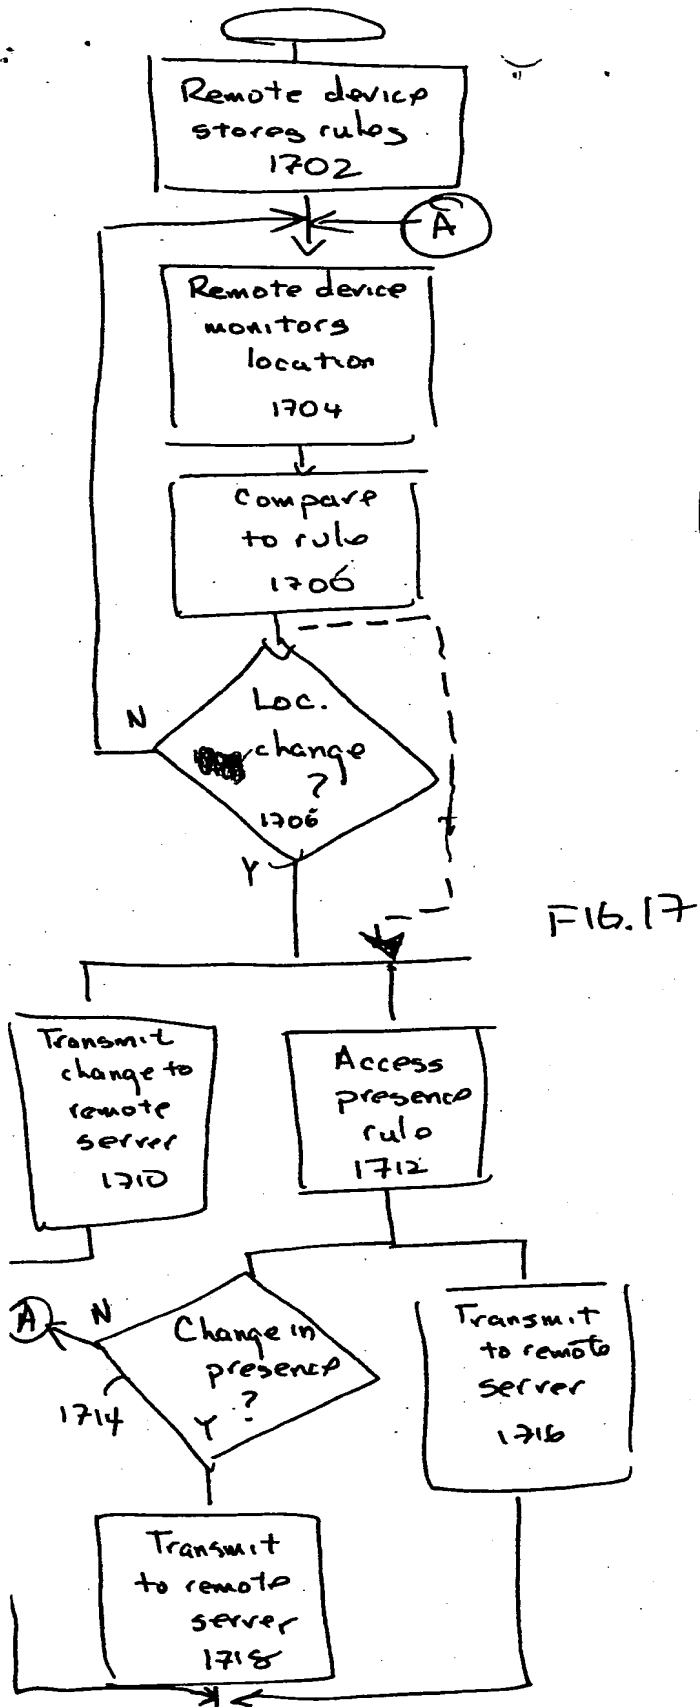 Remote device
stores rules
1702
A
Remote device
monitors
location
1704
Compare
to rule
1706
N
Loc.
change
?
1706
Y
FIG. 17
Transmit
change to
remote
server
1710
Access
presence
rule
1712
A
N
Change in
presence
?
1714
Y
Transmit
to remote
server
1716
Transmit
to remote
server
1718